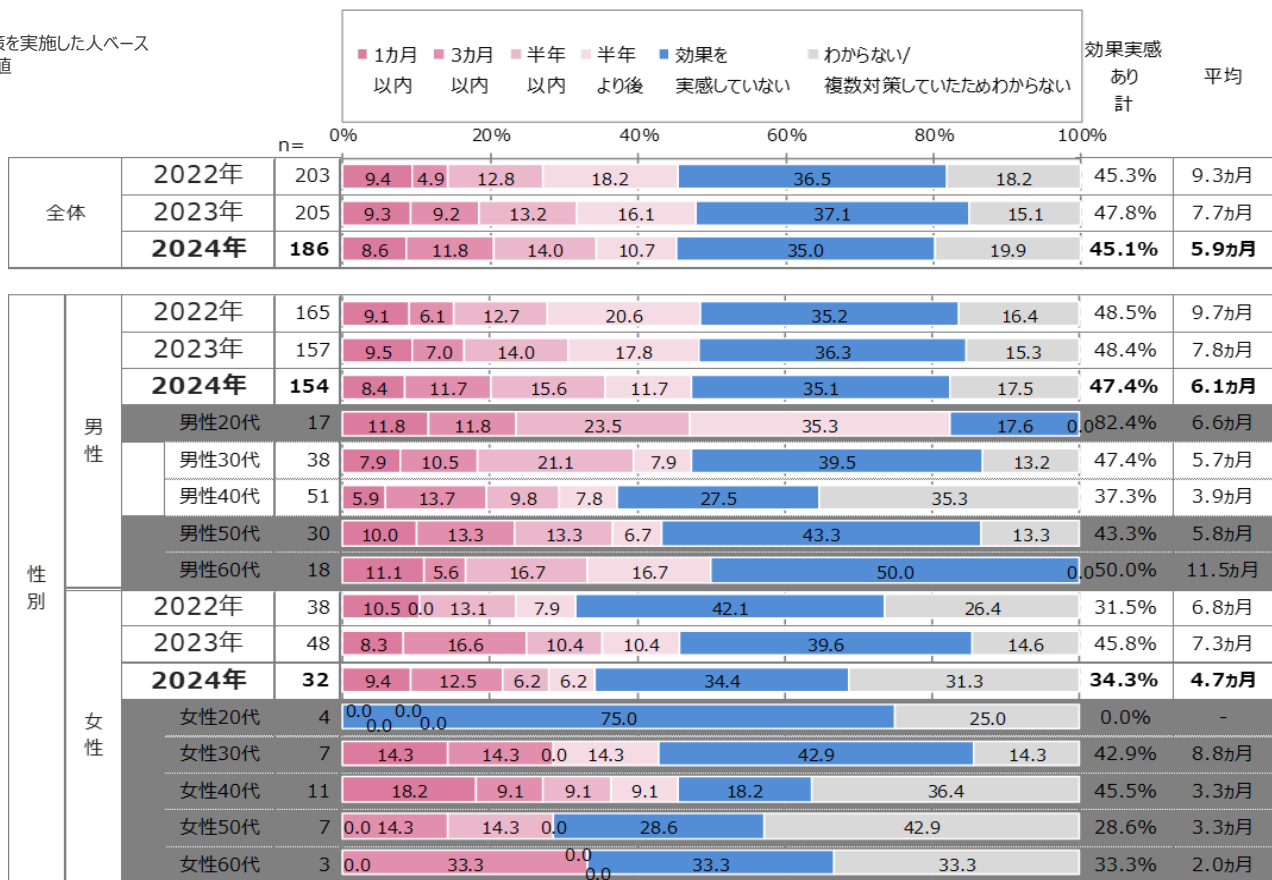 策を実施した人ベース
値
1カ月以内 3カ月以内 半年以内 半年より後 効果を実感していない わからない/複数対策していたためわからない 効果実感あり計 平均
n= 0% 20% 40% 60% 80% 100%
全体
2022年 203 9.4 4.9 12.8 18.2 36.5 18.2 45.3% 9.3ヵ月
2023年 205 9.3 9.2 13.2 16.1 37.1 15.1 47.8% 7.7ヵ月
2024年 186 8.6 11.8 14.0 10.7 35.0 19.9 45.1% 5.9ヵ月
性別
男性
2022年 165 9.1 6.1 12.7 20.6 35.2 16.4 48.5% 9.7ヵ月
2023年 157 9.5 7.0 14.0 17.8 36.3 15.3 48.4% 7.8ヵ月
2024年 154 8.4 11.7 15.6 11.7 35.1 17.5 47.4% 6.1ヵ月
男性20代 17 11.8 11.8 23.5 35.3 17.6 0.0 82.4% 6.6ヵ月
男性30代 38 7.9 10.5 21.1 7.9 39.5 13.2 47.4% 5.7ヵ月
男性40代 51 5.9 13.7 9.8 7.8 27.5 35.3 37.3% 3.9ヵ月
男性50代 30 10.0 13.3 13.3 6.7 43.3 13.3 43.3% 5.8ヵ月
男性60代 18 11.1 5.6 16.7 16.7 50.0 0.0 50.0% 11.5ヵ月
女性
2022年 38 10.5 0.0 13.1 7.9 42.1 26.4 31.5% 6.8ヵ月
2023年 48 8.3 16.6 10.4 10.4 39.6 14.6 45.8% 7.3ヵ月
2024年 32 9.4 12.5 6.2 6.2 34.4 31.3 34.3% 4.7ヵ月
女性20代 4 0.0 0.0 0.0 0.0 75.0 25.0 0.0% -
女性30代 7 14.3 14.3 0.0 14.3 42.9 14.3 42.9% 8.8ヵ月
女性40代 11 18.2 9.1 9.1 9.1 18.2 36.4 45.5% 3.3ヵ月
女性50代 7 0.0 14.3 14.3 0.0 28.6 42.9 28.6% 3.3ヵ月
女性60代 3 0.0 33.3 0.0 0.0 33.3 33.3 33.3% 2.0ヵ月